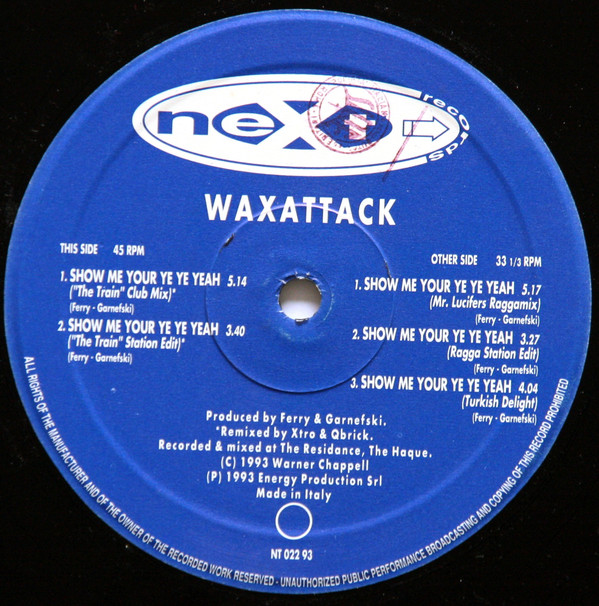 next records
WAXATTACK
THIS SIDE 45 RPM
1. SHOW ME YOUR YE YE YEAH 5.14
("The Train" Club Mix)*
(Ferry - Garnefski)
2. SHOW ME YOUR YE YE YEAH 3.40
("The Train" Station Edit)*
(Ferry - Garnefski)
OTHER SIDE 33 1/3 RPM
1. SHOW ME YOUR YE YE YEAH 5.17
(Mr. Lucifers Raggamix)
(Ferry - Garnefski)
2. SHOW ME YOUR YE YE YEAH 3.27
(Ragga Station Edit)
(Ferry - Garnefski)
3. SHOW ME YOUR YE YE YEAH 4.04
(Turkish Delight)
(Ferry - Garnefski)
Produced by Ferry & Garnefski.
*Remixed by Xtro & Qbrick.
Recorded & mixed at The Residance, The Haque.
(C) 1993 Warner Chappell
(P) 1993 Energy Production Srl
Made in Italy
NT 022 93
ALL RIGHTS OF THE MANUFACTURER AND OF THE OWNER OF THE RECORDED WORK RESERVED - UNAUTHORIZED PUBLIC PERFORMANCE BROADCASTING AND COPYING OF THIS RECORD PROHIBITED